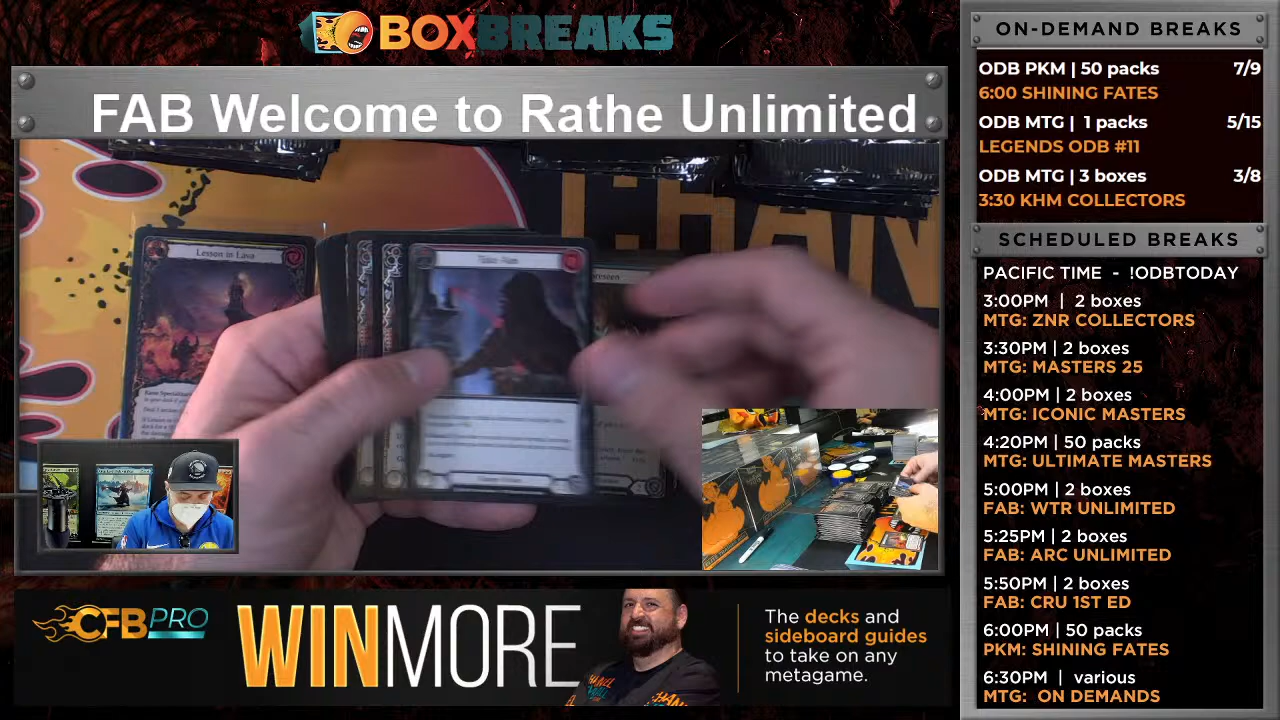 BOXBREAKS
FAB Welcome to Rathe Unlimited
Lesson in Lava
CHAN
CFBPRO
WINMORE
The decks and
sideboard guides
to take on any
metagame.
ON-DEMAND BREAKS
ODB PKM | 50 packs 7/9
6:00 SHINING FATES
ODB MTG | 1 packs 5/15
LEGENDS ODB #11
ODB MTG | 3 boxes 3/8
3:30 KHM COLLECTORS
SCHEDULED BREAKS
PACIFIC TIME - !ODBTODAY
3:00PM | 2 boxes
MTG: ZNR COLLECTORS
3:30PM | 2 boxes
MTG: MASTERS 25
4:00PM | 2 boxes
MTG: ICONIC MASTERS
4:20PM | 50 packs
MTG: ULTIMATE MASTERS
5:00PM | 2 boxes
FAB: WTR UNLIMITED
5:25PM | 2 boxes
FAB: ARC UNLIMITED
5:50PM | 2 boxes
FAB: CRU 1ST ED
6:00PM | 50 packs
PKM: SHINING FATES
6:30PM | various
MTG: ON DEMANDS